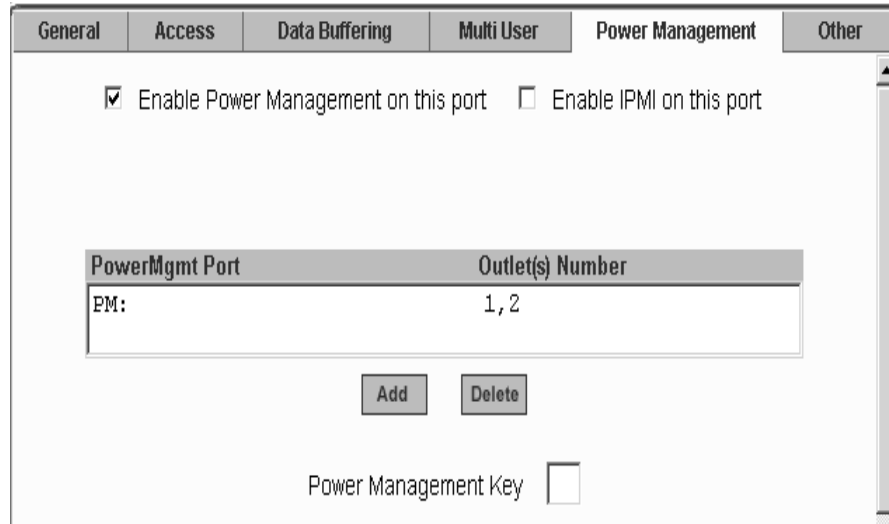 General Access Data Buffering Multi User Power Management Other
Enable Power Management on this port Enable IPMI on this port
PowerMgmt Port Outlet(s) Number
PM: 1,2
Add Delete
Power Management Key